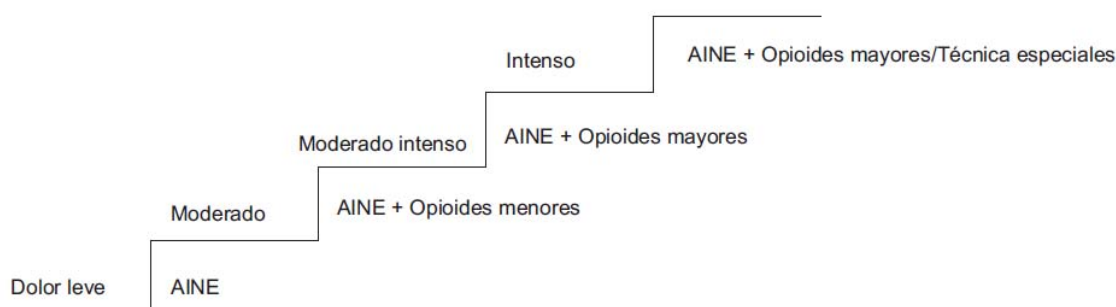 Intenso
AINE + Opioides mayores/Técnica especiales
Moderado intenso
AINE + Opioides mayores
Moderado
AINE + Opioides menores
Dolor leve
AINE